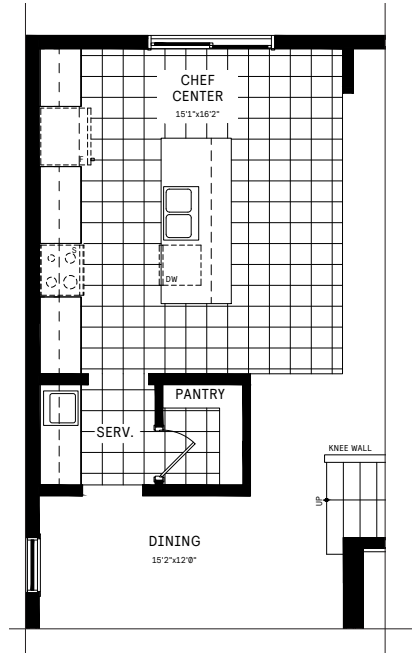 CHEF
CENTER
15'1"x16'2"
F
S
DW
PANTRY
SERV.
KNEE WALL
UP
DINING
15'2"x12'0"